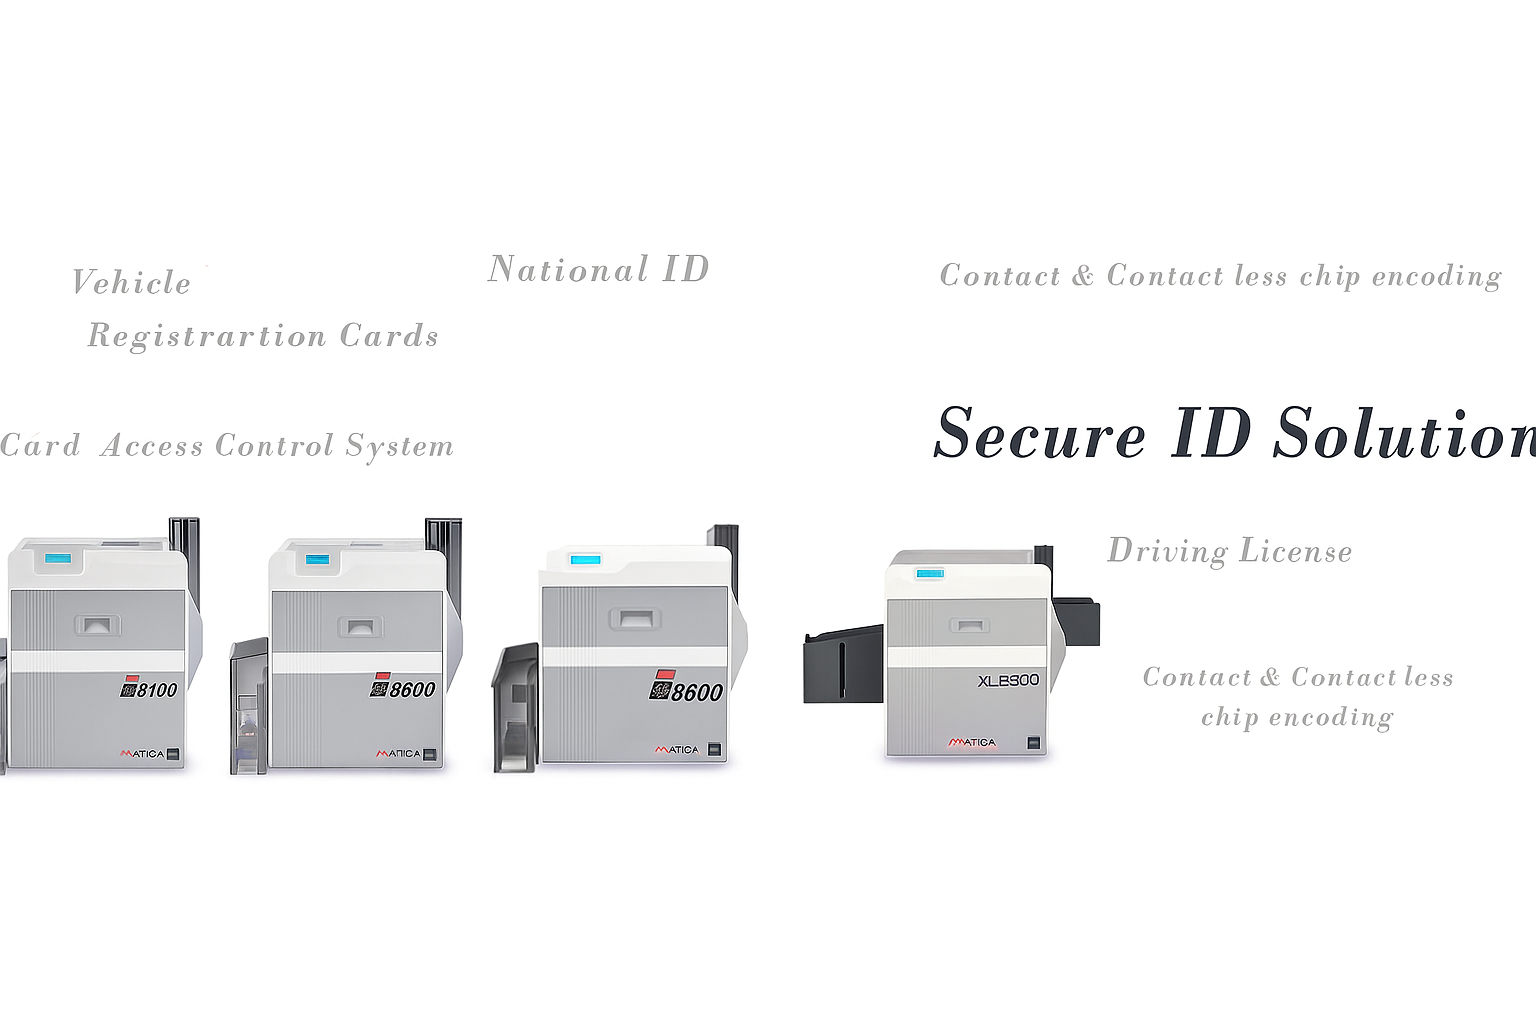 Vehicle
Registrartion Cards
National ID
Contact & Contact less chip encoding
Card Access Control System
Secure ID Solution
Driving License
Contact & Contact less
chip encoding
8100
MATICA
8600
MATICA
8600
MATICA
MATICA